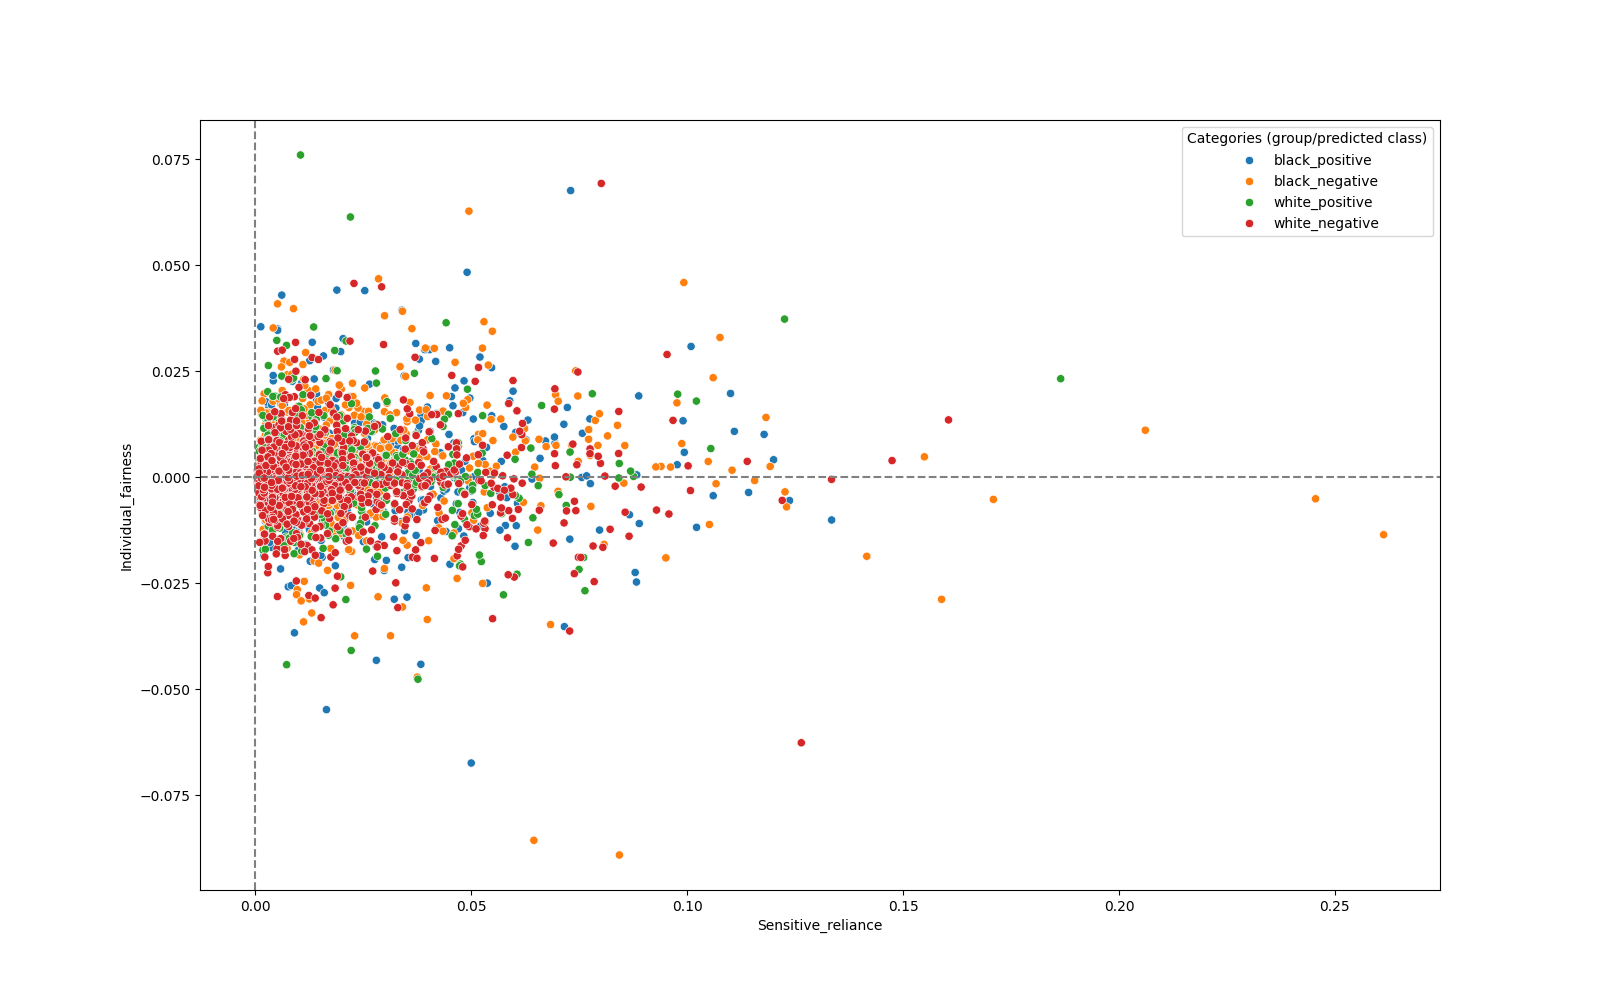 Categories (group/predicted class)
black_positive
black_negative
white_positive
white_negative
0.075
0.050
0.025
0.000
−0.025
−0.050
−0.075
Individual_fairness
0.00 0.05 0.10 0.15 0.20 0.25
Sensitive_reliance